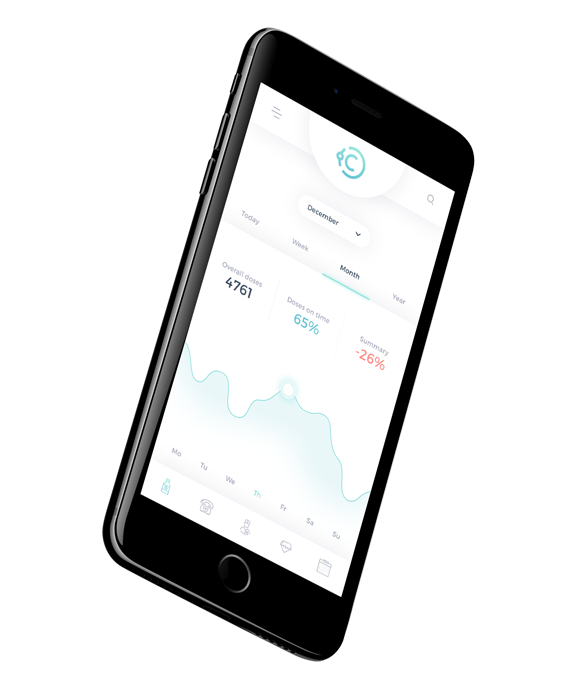 C
December
Today
Week
Month
Year
Overall doses
4761
Doses on time
65%
Summary
-26%
Mo
Tu
We
Th
Fr
Sa
Su